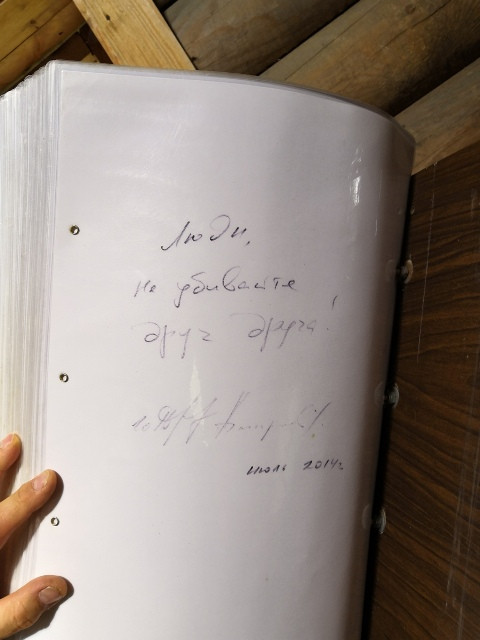 Люди,
не убивайте
друг друга!
июль 2014г.